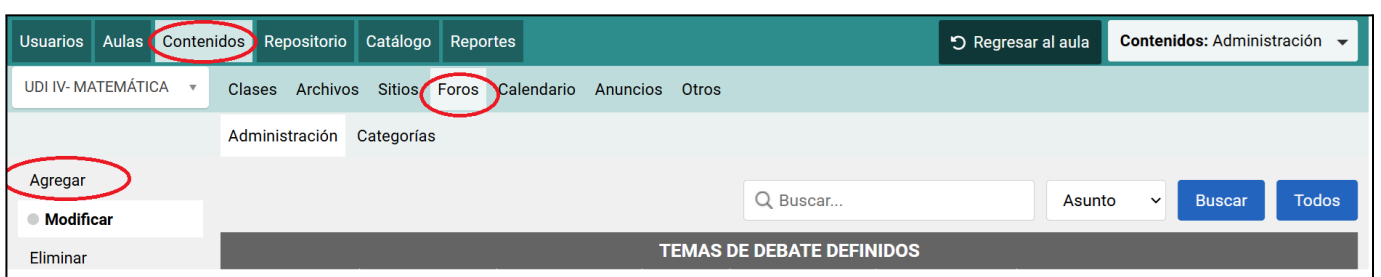 Usuarios Aulas Contenidos Repositorio Catálogo Reportes Regresar al aula Contenidos: Administración
UDI IV- MATEMÁTICA Clases Archivos Sitios Foros Calendario Anuncios Otros
Administración Categorías
Agregar
Buscar... Asunto Buscar Todos
Modificar
Eliminar
TEMAS DE DEBATE DEFINIDOS